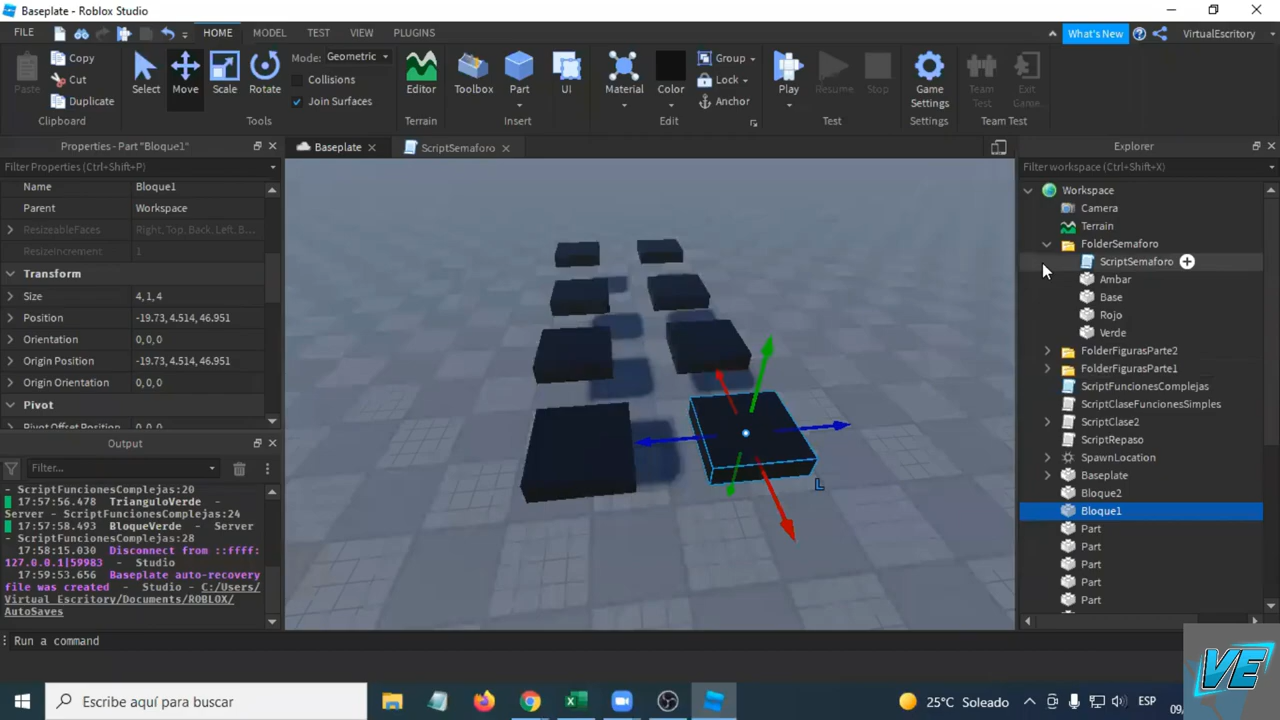 Baseplate - Roblox Studio
FILE HOME MODEL TEST VIEW PLUGINS What's New VirtualEscritory
Paste Copy Cut Duplicate Clipboard
Select Move Scale Rotate Mode: Geometric Collisions Join Surfaces Tools
Editor Terrain
Toolbox Part UI Insert
Material Color Group Lock Anchor Edit
Play Resume Stop Test
Game Settings Settings
Team Test Exit Game Team Test
Properties - Part "Bloque1"
Filter Properties (Ctrl+Shift+P)
Name Bloque1
Parent Workspace
ResizeableFaces Right, Top, Back, Left, B...
ResizeIncrement 1
Transform
Size 4, 1, 4
Position -19.73, 4.514, 46.951
Orientation 0, 0, 0
Origin Position -19.73, 4.514, 46.951
Origin Orientation 0, 0, 0
Pivot
Pivot Offset Position 0, 0, 0
Output
Filter...
- ScriptFuncionesComplejas:20
17:57:56.478 TrianguloVerde -
Server - ScriptFuncionesComplejas:24
17:57:58.493 BloqueVerde - Server
- ScriptFuncionesComplejas:28
17:58:15.030 Disconnect from ::ffff:
127.0.0.1|59983 - Studio
17:59:53.656 Baseplate auto-recovery
file was created - Studio - C:/Users/
Virtual Escritory/Documents/ROBLOX/
AutoSaves
Baseplate ScriptSemaforo
L
Explorer
Filter workspace (Ctrl+Shift+X)
Workspace
Camera
Terrain
FolderSemaforo
ScriptSemaforo
Ambar
Base
Rojo
Verde
FolderFigurasParte2
FolderFigurasParte1
ScriptFuncionesComplejas
ScriptClaseFuncionesSimples
ScriptClase2
ScriptRepaso
SpawnLocation
Baseplate
Bloque2
Bloque1
Part
Part
Part
Part
Part
Run a command
VE
Escribe aquí para buscar
25°C Soleado ESP
09/